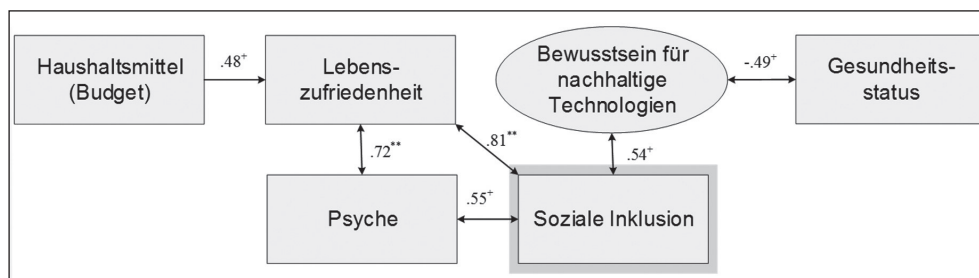 Haushaltsmittel
(Budget)
.48+
Lebens-
zufriedenheit
Bewusstsein für
nachhaltige
Technologien
-.49+
Gesundheits-
status
.72**
.81**
.54+
Psyche
.55+
Soziale Inklusion